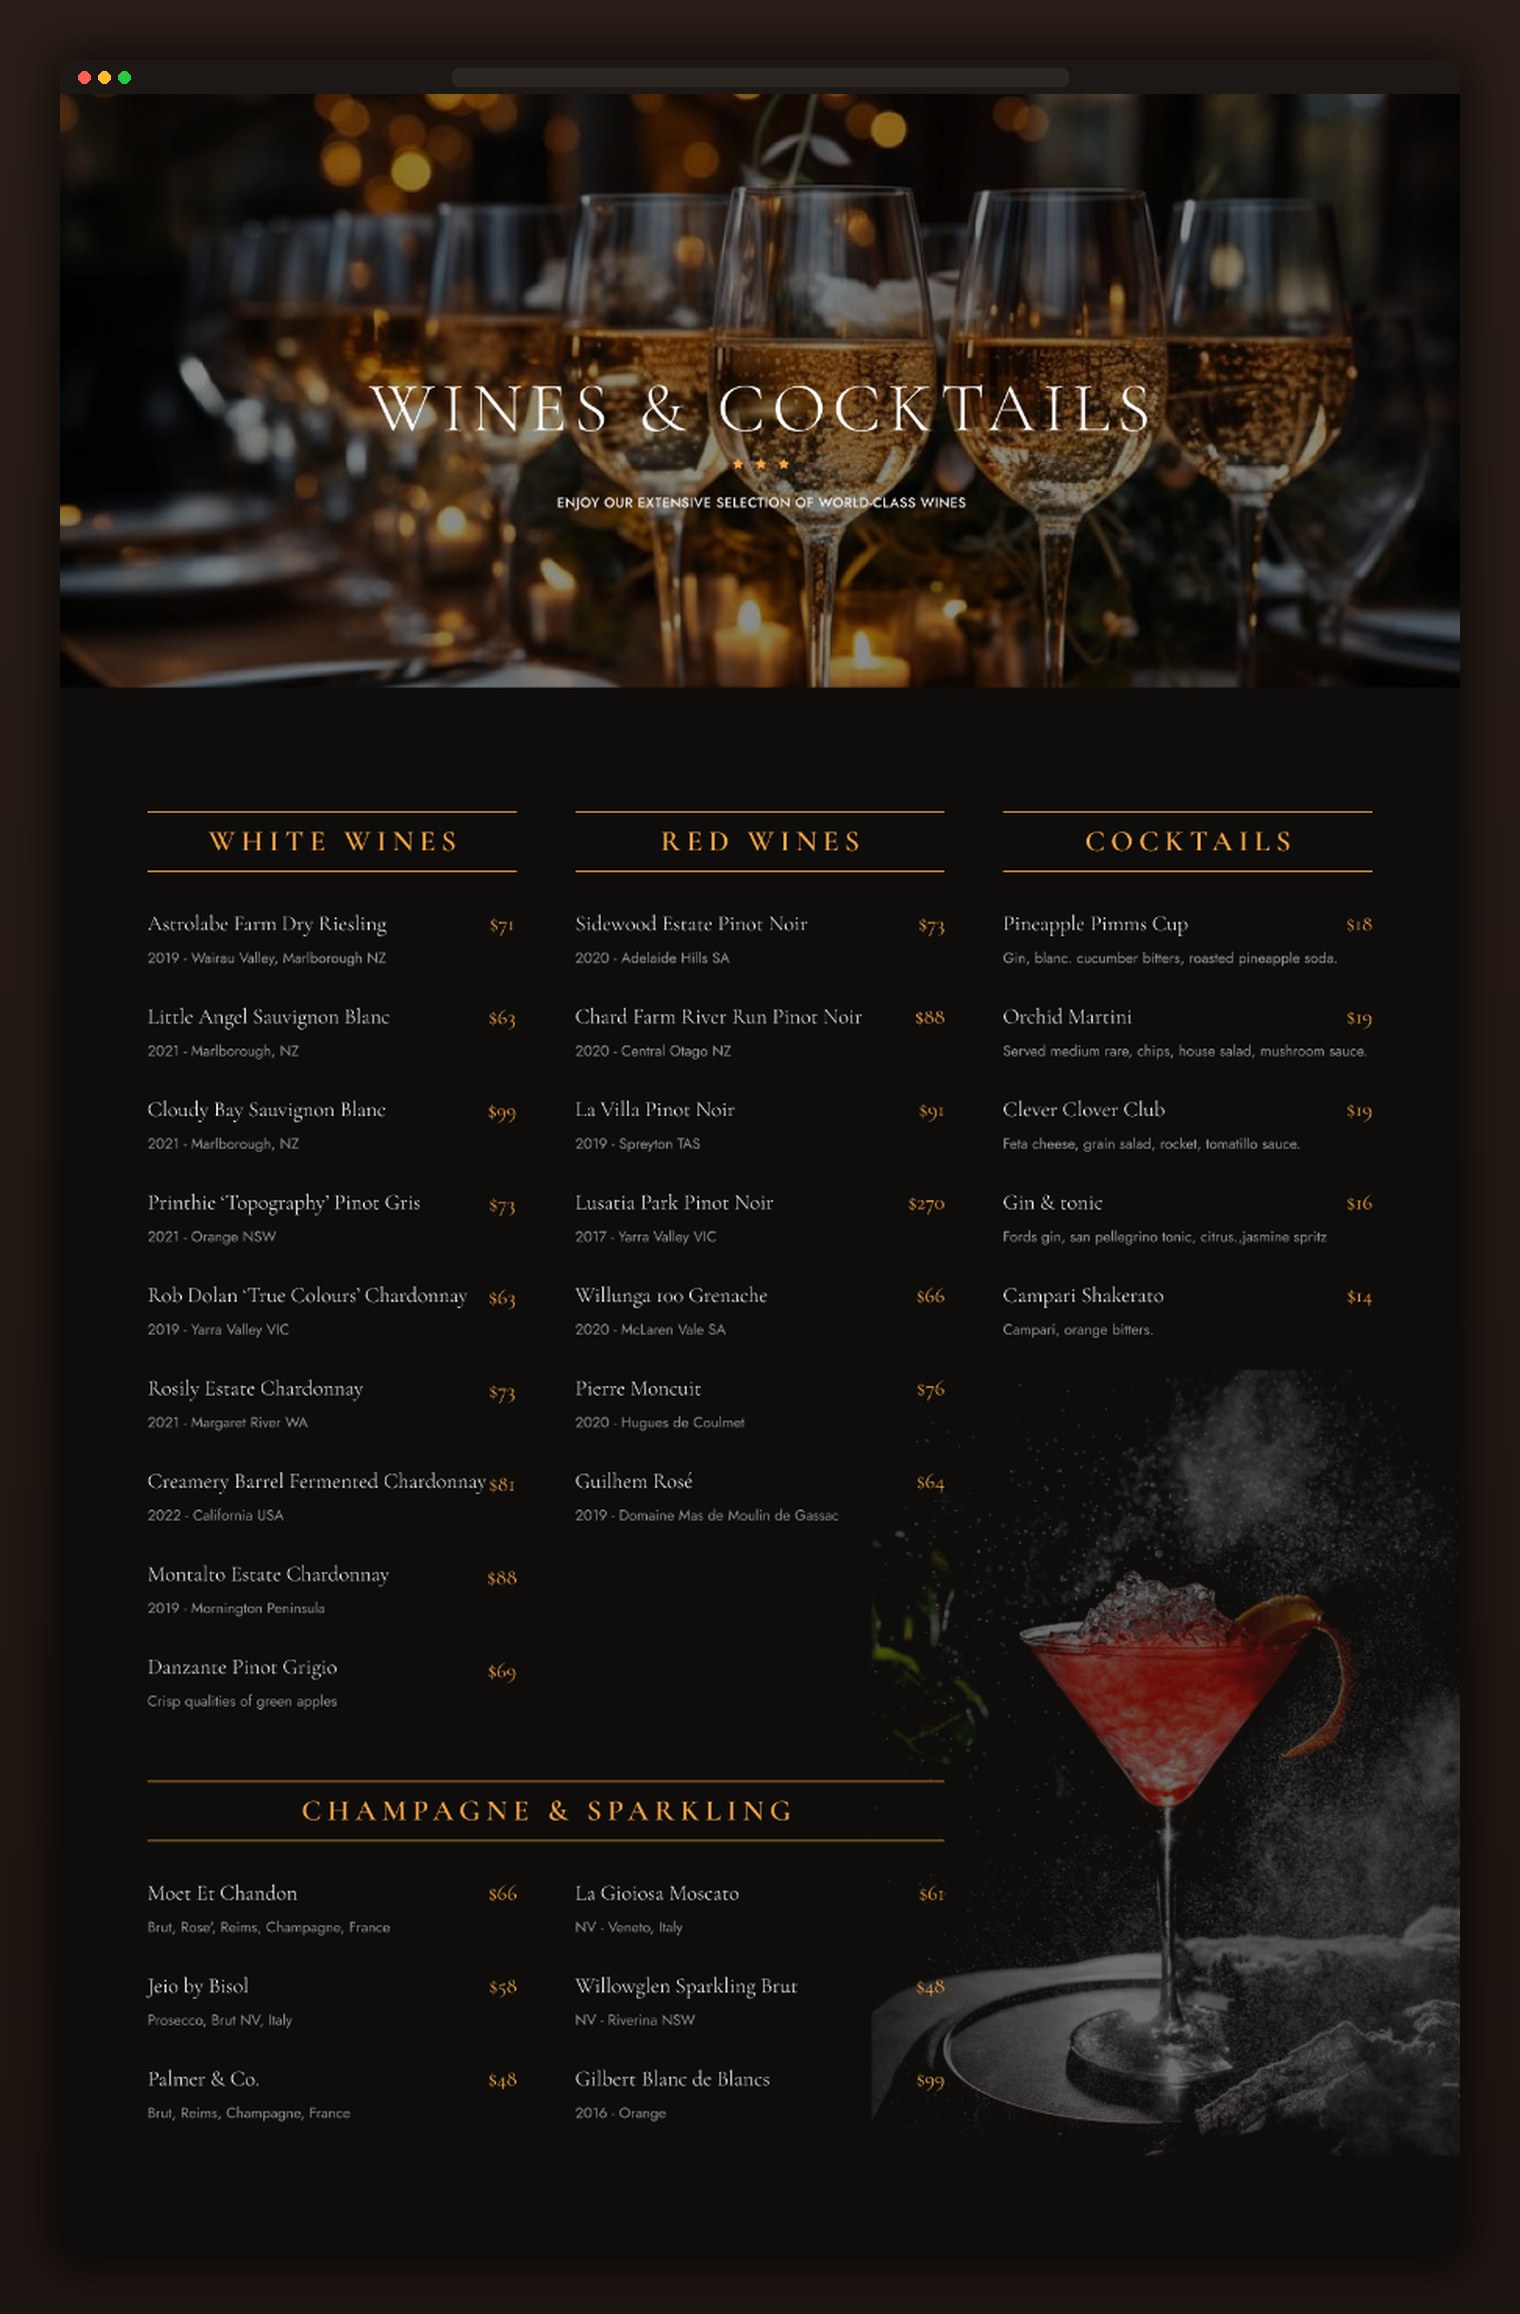 WINES & COCKTAILS
ENJOY OUR EXTENSIVE SELECTION OF WORLD-CLASS WINES
WHITE WINES
Astrolabe Farm Dry Riesling $71
2019 - Wairau Valley, Marlborough NZ
Little Angel Sauvignon Blanc $63
2021 - Marlborough, NZ
Cloudy Bay Sauvignon Blanc $99
2021 - Marlborough, NZ
Printhie ‘Topography’ Pinot Gris $73
2021 - Orange NSW
Rob Dolan ‘True Colours’ Chardonnay $63
2019 - Yarra Valley VIC
Rosily Estate Chardonnay $73
2021 - Margaret River WA
Creamery Barrel Fermented Chardonnay $81
2022 - California USA
Montalto Estate Chardonnay $88
2019 - Mornington Peninsula
Danzante Pinot Grigio $69
Crisp qualities of green apples
RED WINES
Sidewood Estate Pinot Noir $73
2020 - Adelaide Hills SA
Chard Farm River Run Pinot Noir $88
2020 - Central Otago NZ
La Villa Pinot Noir $91
2019 - Spreyton TAS
Lusatia Park Pinot Noir $270
2017 - Yarra Valley VIC
Willunga 100 Grenache $66
2020 - McLaren Vale SA
Pierre Moncuit $76
2020 - Hugues de Coulmet
Guilhem Rosé $64
2019 - Domaine Mas de Moulin de Gassac
COCKTAILS
Pineapple Pimms Cup $18
Gin, blanc. cucumber bitters, roasted pineapple soda.
Orchid Martini $19
Served medium rare, chips, house salad, mushroom sauce.
Clever Clover Club $19
Feta cheese, grain salad, rocket, tomatillo sauce.
Gin & tonic $16
Fords gin, san pellegrino tonic, citrus.,jasmine spritz
Campari Shakerato $14
Campari, orange bitters.
CHAMPAGNE & SPARKLING
Moet Et Chandon $66
Brut, Rose', Reims, Champagne, France
Jeio by Bisol $58
Prosecco, Brut NV, Italy
Palmer & Co. $48
Brut, Reims, Champagne, France
La Gioiosa Moscato $61
NV - Veneto, Italy
Willowglen Sparkling Brut $48
NV - Riverina NSW
Gilbert Blanc de Blancs $99
2016 - Orange